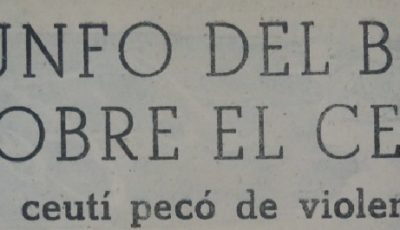 UNFO DEL B
OBRE EL CE
ceutí pecó de violen